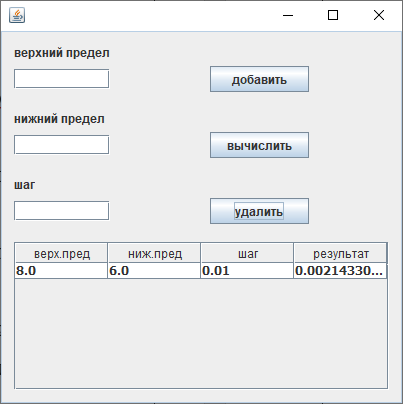 верхний предел
добавить
нижний предел
вычислить
шаг
удалить
верх.пред ниж.пред шаг результат
8.0 6.0 0.01 0.00214330...